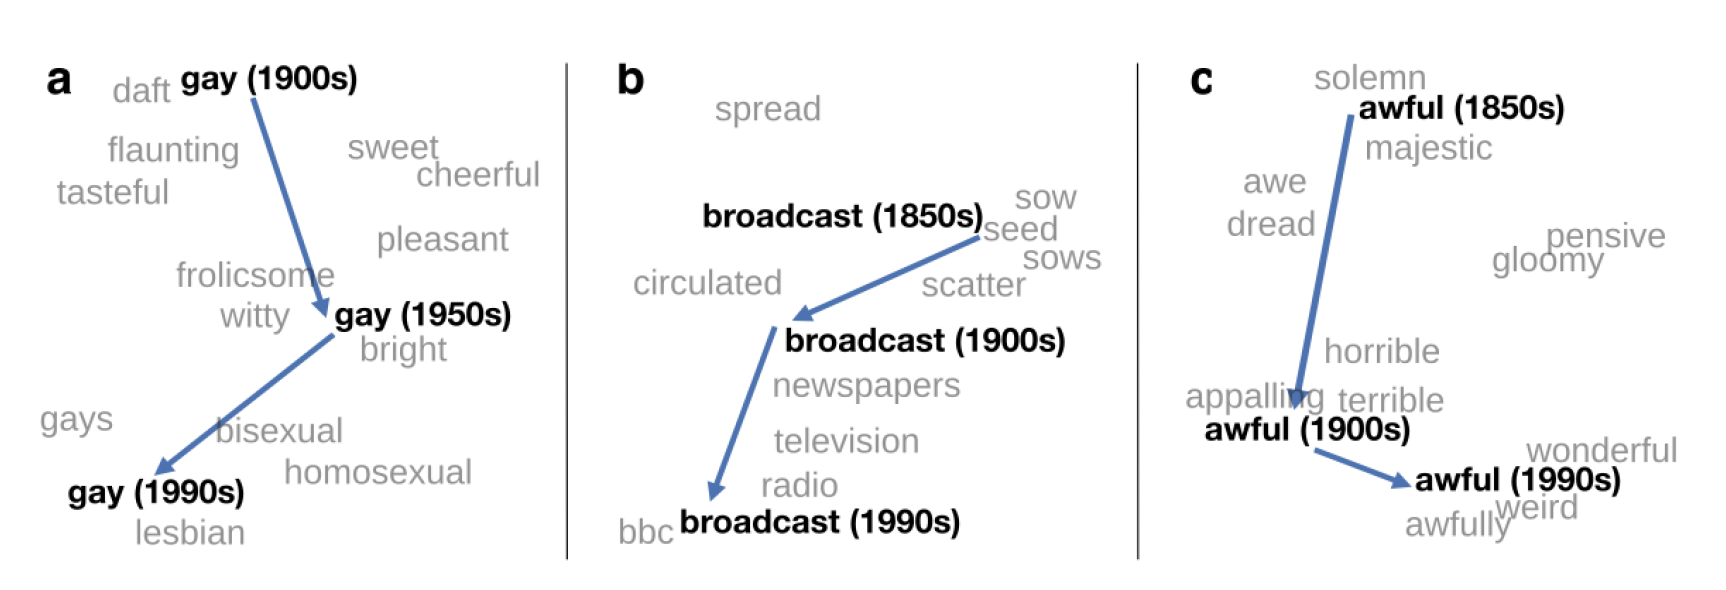 a
daft gay (1900s)
flaunting
sweet
cheerful
tasteful
pleasant
frolicsome
witty
gay (1950s)
bright
gays
bisexual
homosexual
gay (1990s)
lesbian
b
spread
sow
broadcast (1850s)
seed
sows
circulated
scatter
broadcast (1900s)
newspapers
television
radio
bbc broadcast (1990s)
c
solemn
awful (1850s)
majestic
awe
dread
pensive
gloomy
horrible
appalling terrible
awful (1900s)
wonderful
awful (1990s)
weird
awfully